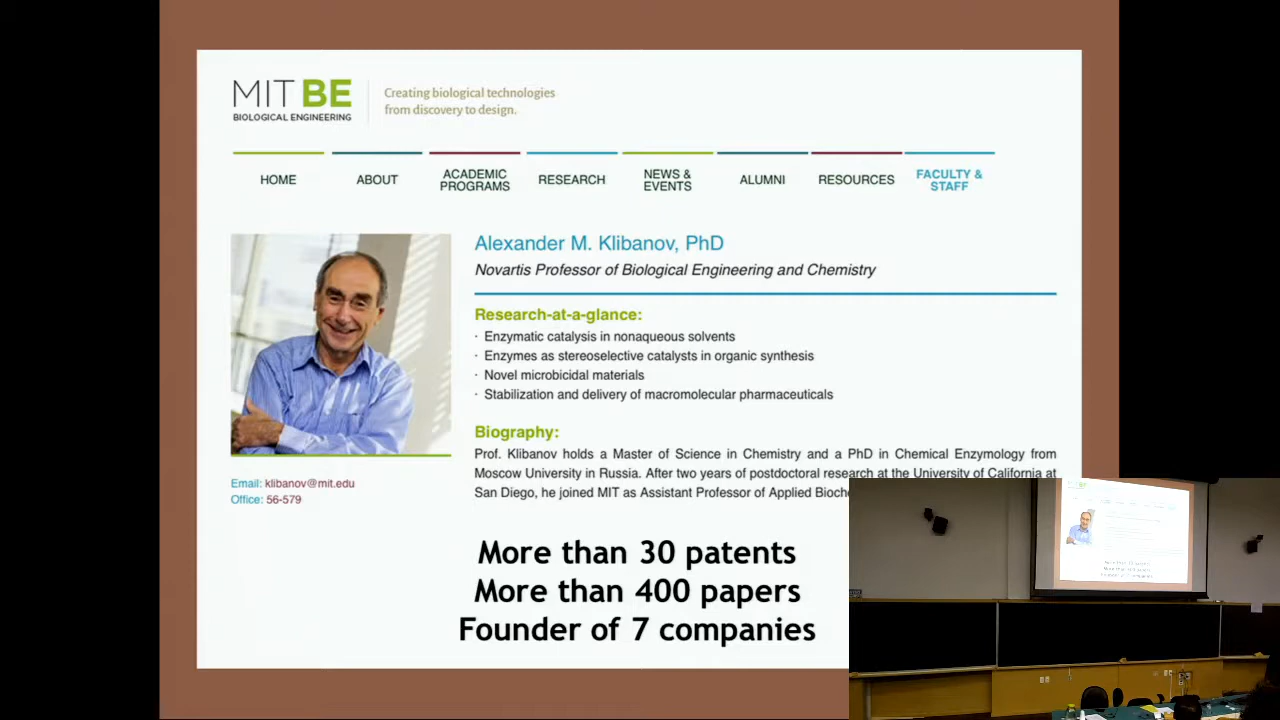 MIT BE
BIOLOGICAL ENGINEERING
Creating biological technologies
from discovery to design.
HOME
ABOUT
ACADEMIC
PROGRAMS
RESEARCH
NEWS &
EVENTS
ALUMNI
RESOURCES
FACULTY &
STAFF
Alexander M. Klibanov, PhD
Novartis Professor of Biological Engineering and Chemistry
Research-at-a-glance:
· Enzymatic catalysis in nonaqueous solvents
· Enzymes as stereoselective catalysts in organic synthesis
· Novel microbicidal materials
· Stabilization and delivery of macromolecular pharmaceuticals
Biography:
Prof. Klibanov holds a Master of Science in Chemistry and a PhD in Chemical Enzymology from
Moscow University in Russia. After two years of postdoctoral research at the University of California at
San Diego, he joined MIT as Assistant Professor of Applied
Email: klibanov@mit.edu
Office: 56-579
More than 30 patents
More than 400 papers
Founder of 7 companies